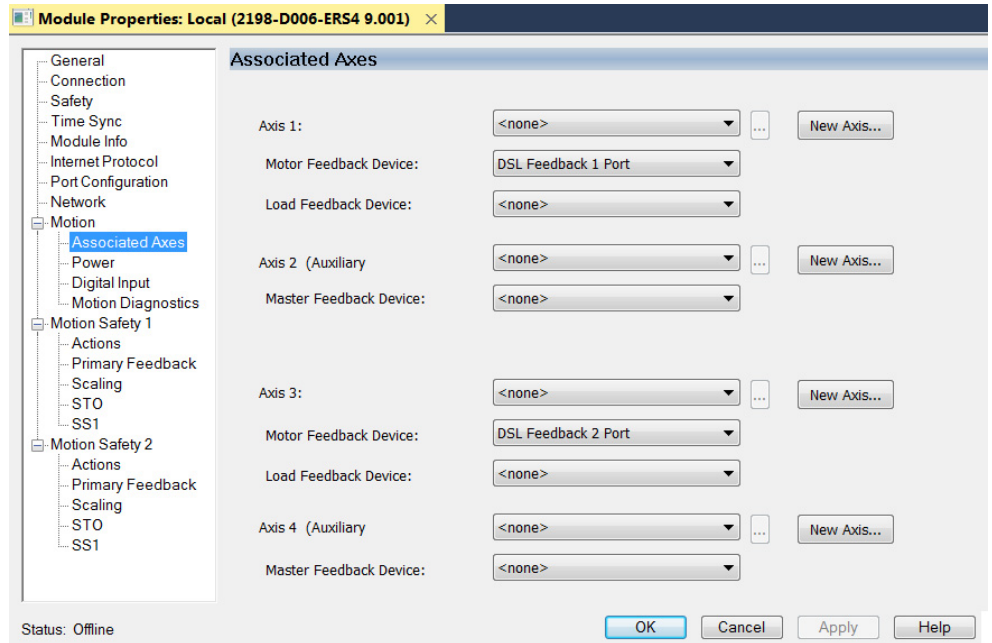 Module Properties: Local (2198-D006-ERS4 9.001) ×
General
Connection
Safety
Time Sync
Module Info
Internet Protocol
Port Configuration
Network
Motion
Associated Axes
Power
Digital Input
Motion Diagnostics
Motion Safety 1
Actions
Primary Feedback
Scaling
STO
SS1
Motion Safety 2
Actions
Primary Feedback
Scaling
STO
SS1
Associated Axes
Axis 1: <none> ... New Axis...
Motor Feedback Device: DSL Feedback 1 Port
Load Feedback Device: <none>
Axis 2 (Auxiliary <none> ... New Axis...
Master Feedback Device: <none>
Axis 3: <none> ... New Axis...
Motor Feedback Device: DSL Feedback 2 Port
Load Feedback Device: <none>
Axis 4 (Auxiliary <none> ... New Axis...
Master Feedback Device: <none>
Status: Offline OK Cancel Apply Help